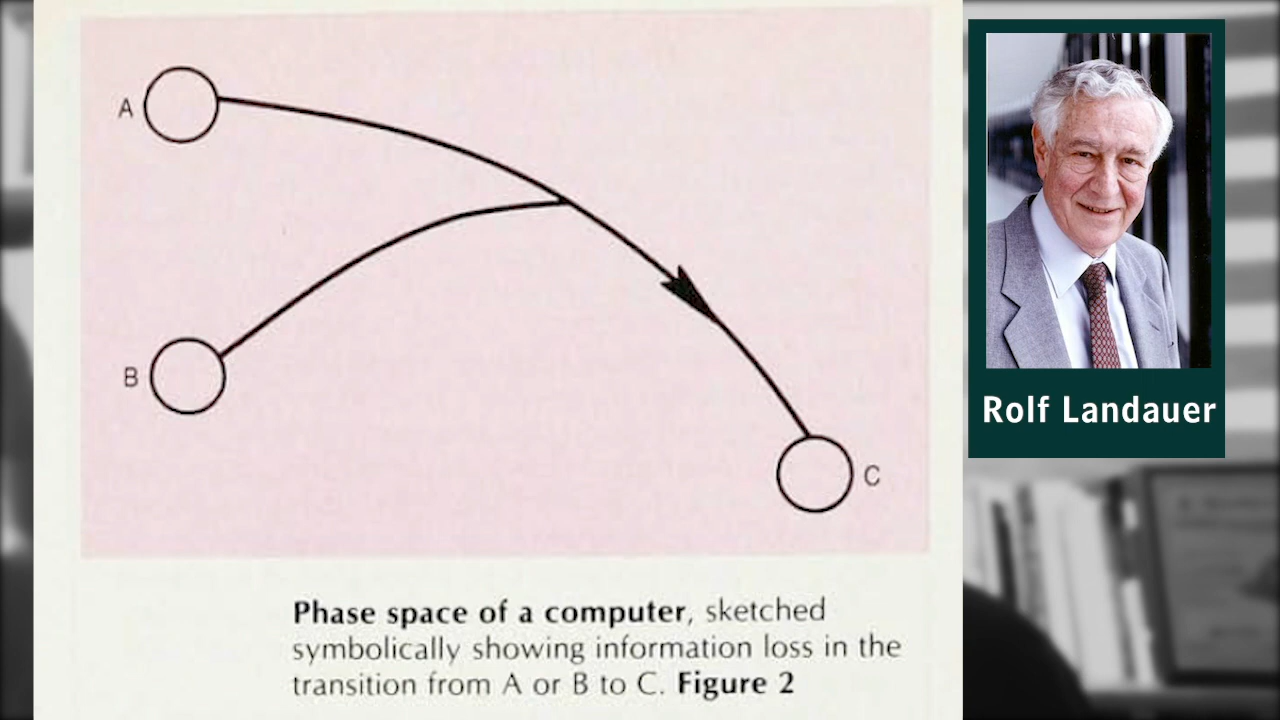 A
B
C
Phase space of a computer, sketched
symbolically showing information loss in the
transition from A or B to C. Figure 2
Rolf Landauer